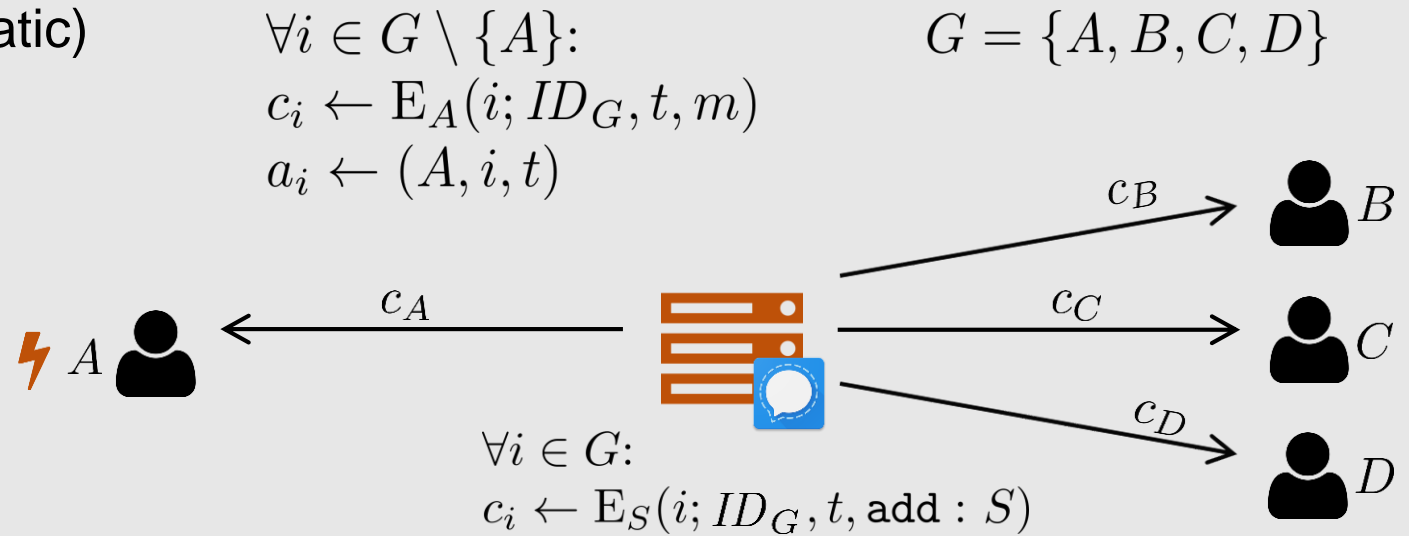 atic)
∀i ∈ G \ {A}:
G = {A, B, C, D}
c_i ← E_A(i; ID_G, t, m)
a_i ← (A, i, t)
c_B
B
c_A
c_C
A
C
c_D
D
∀i ∈ G:
c_i ← E_S(i; ID_G, t, add : S)